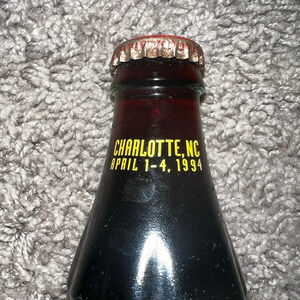 CHARLOTTE, NC
APRIL 1-4, 1994